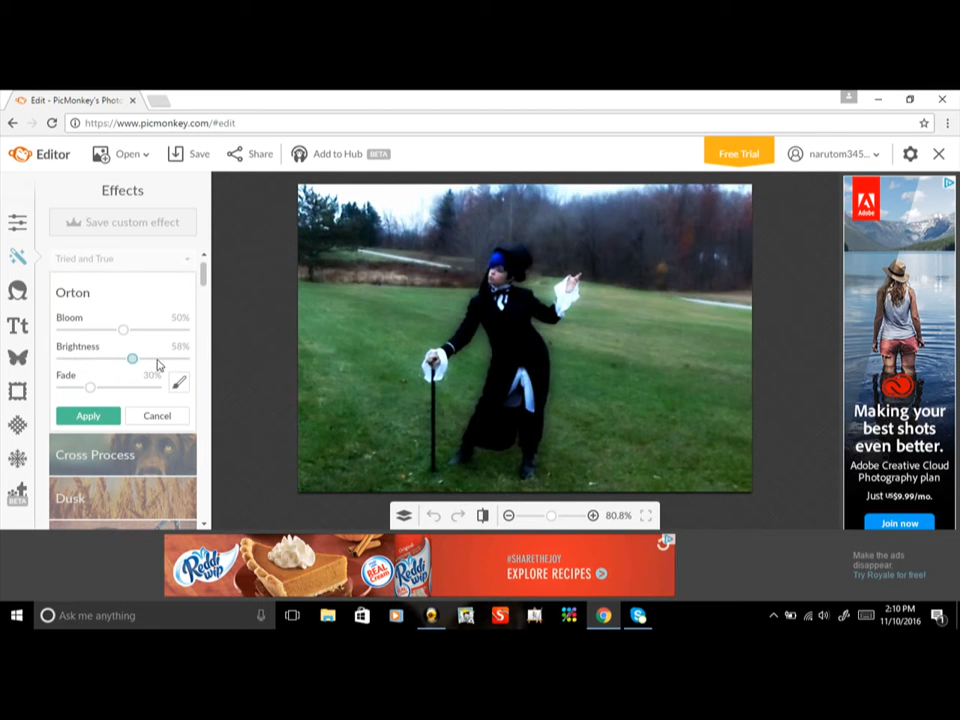 Edit - PicMonkey's Photo
https://www.picmonkey.com/#edit
Editor
Open
Save
Share
Add to Hub BETA
Free Trial
narutom345...
Effects
Save custom effect
Tried and True
Orton
Bloom 50%
Brightness 58%
Fade 30%
Apply
Cancel
Cross Process
Dusk
Tt
BETA
80.8%
Adobe
Making your
best shots
even better.
Adobe Creative Cloud
Photography plan
Just US$9.99/mo.
Join now
Reddi
wip
REAL
Cream
Reddi
wip
#SHARETHEJOY
EXPLORE RECIPES
Make the ads
disappear.
Try Royale for free!
Ask me anything
2:10 PM
11/10/2016
1